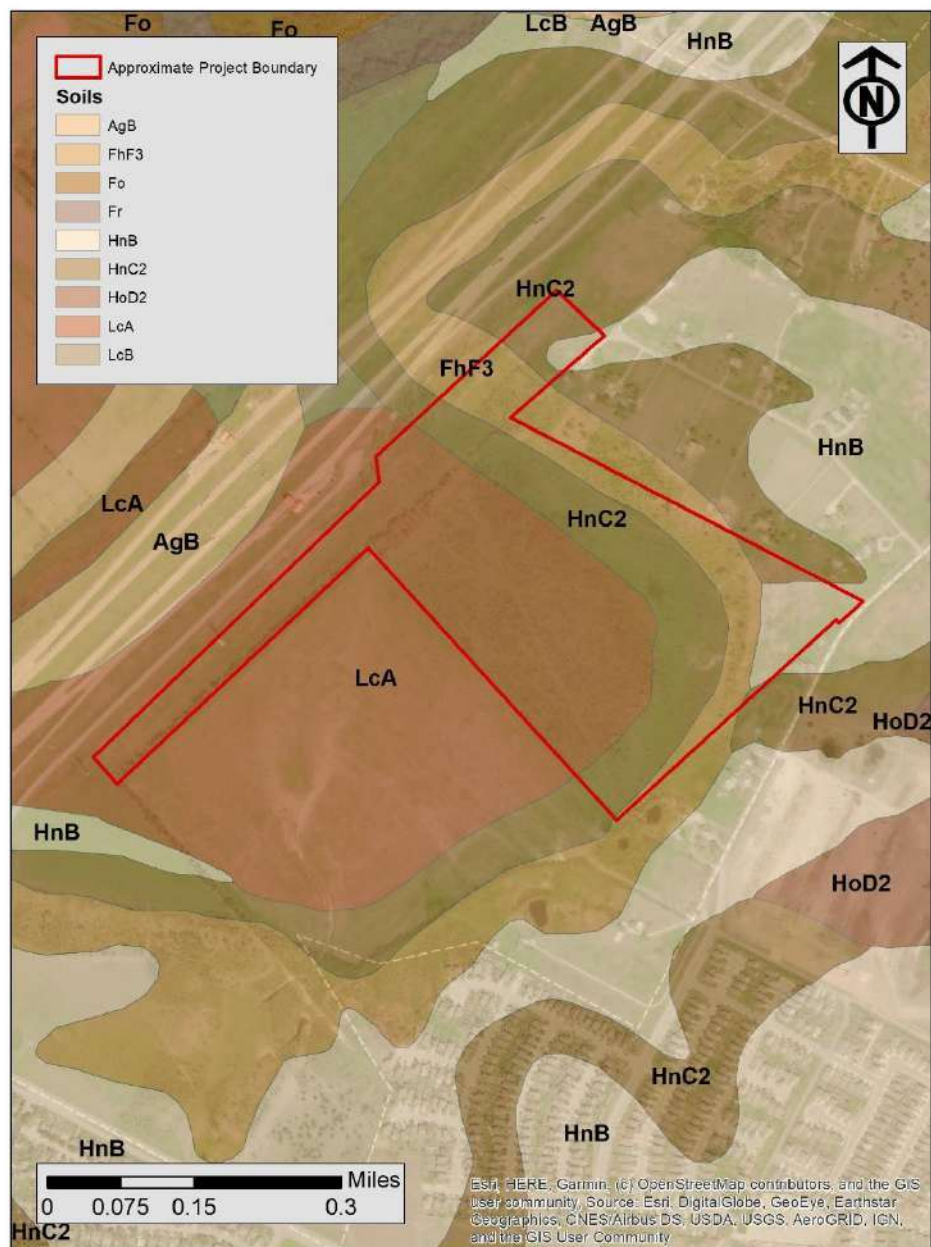 Fo
Fo
LcB
AgB
HnB
Approximate Project Boundary
Soils
AgB
FhF3
Fo
Fr
HnB
HnC2
HoD2
LcA
LcB
N
HnC2
FhF3
HnB
LcA
HnC2
AgB
LcA
HnC2
HoD2
HnB
HoD2
HnC2
HnB
HnB
Miles
0 0.075 0.15 0.3
HnC2
Esri, HERE, Garmin, (c) OpenStreetMap contributors, and the GIS
user community, Source: Esri, DigitalGlobe, GeoEye, Earthstar
Geographics, CNES/Airbus DS, USDA, USGS, AeroGRID, IGN,
and the GIS User Community